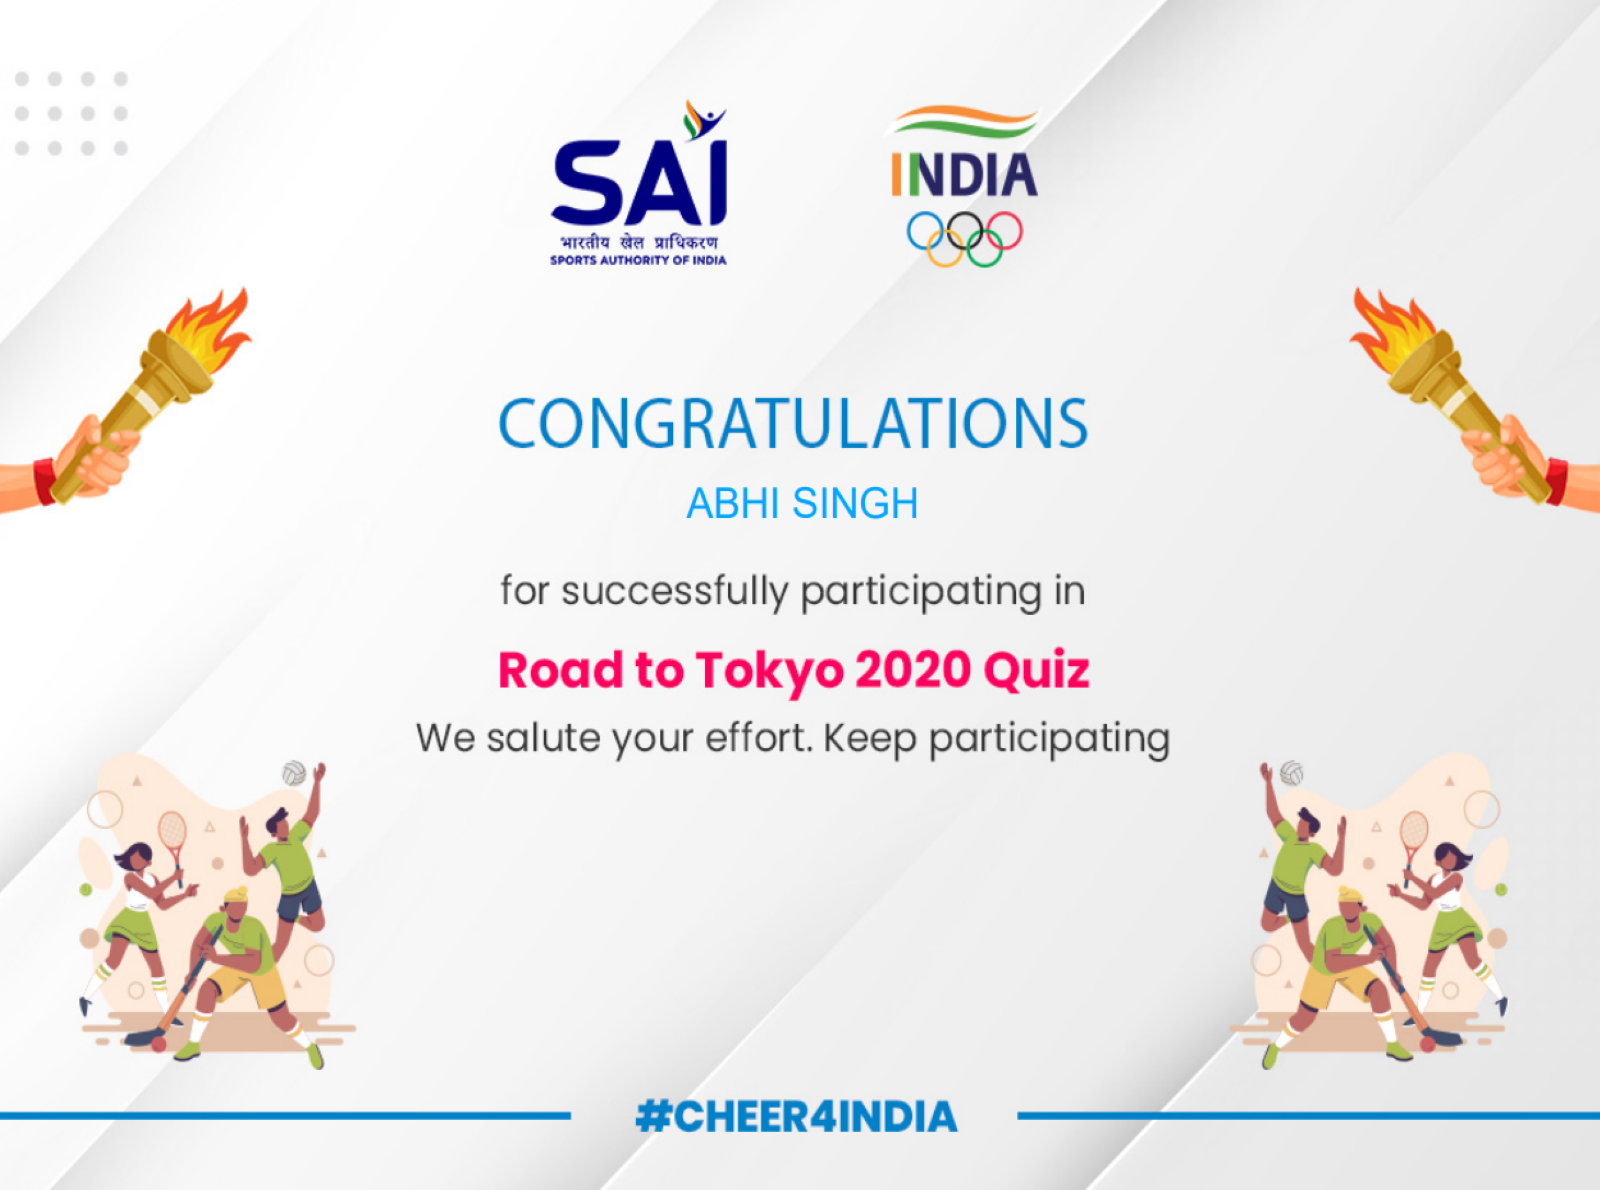 SAI
भारतीय खेल प्राधिकरण
SPORTS AUTHORITY OF INDIA
INDIA
CONGRATULATIONS
ABHI SINGH
for successfully participating in
Road to Tokyo 2020 Quiz
We salute your effort. Keep participating
#CHEER4INDIA